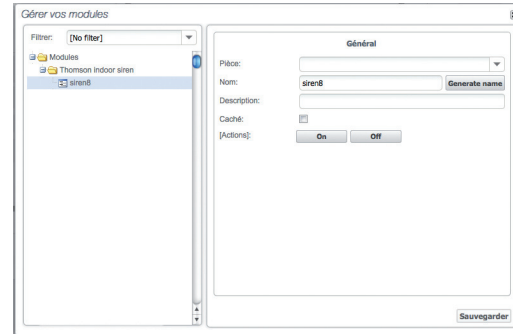 Gérer vos modules
Filtrer: [No filter]
Modules
Thomson indoor siren
siren8
Général
Pièce:
Nom: siren8 Generate name
Description:
Caché:
[Actions]: On Off
Sauvegarder